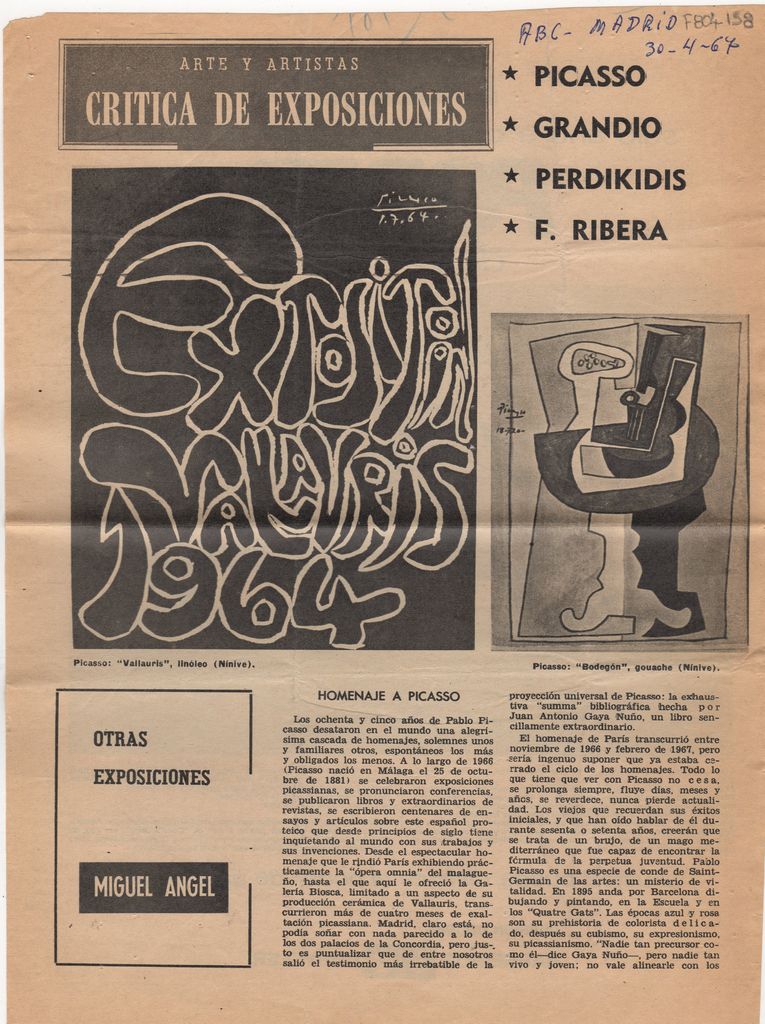 ABC - MADRID F804-158
30-4-67
ARTE Y ARTISTAS
CRITICA DE EXPOSICIONES
★ PICASSO
★ GRANDIO
★ PERDIKIDIS
★ F. RIBERA
Picasso
1.7.64.
ExpositiON
VALLAURIS
1964
Picasso
Picasso: "Vallauris", linóleo (Nínive).
Picasso: "Bodegón", gouache (Nínive).
OTRAS
EXPOSICIONES
MIGUEL ANGEL
HOMENAJE A PICASSO
Los ochenta y cinco años de Pablo Pi-
casso desataron en el mundo una alegrí-
sima cascada de homenajes, solemnes unos
y familiares otros, espontáneos los más
y obligados los menos. A lo largo de 1966
(Picasso nació en Málaga el 25 de octu-
bre de 1881) se celebraron exposiciones
picassianas, se pronunciaron conferencias,
se publicaron libros y extraordinarios de
revistas, se escribieron centenares de en-
sayos y artículos sobre este español pro-
teico que desde principios de siglo tiene
inquietando al mundo con sus trabajos y
sus invenciones. Desde el espectacular ho-
menaje que le rindió París exhibiendo prác-
ticamente la "ópera omnia" del malague-
ño, hasta el que aquí le ofreció la Ga-
lería Biosca, limitado a un aspecto de su
producción cerámica de Vallauris, trans-
currieron más de cuatro meses de exal-
tación picassiana. Madrid, claro está, no
podía soñar con nada parecido a lo de
los dos palacios de la Concordia, pero jus-
to es puntualizar que de entre nosotros
salió el testimonio más irrebatible de la
proyección universal de Picasso: la exhaus-
tiva "summa" bibliográfica hecha por
Juan Antonio Gaya Nuño, un libro sen-
cillamente extraordinario.
El homenaje de París transcurrió entre
noviembre de 1966 y febrero de 1967, pero
sería ingenuo suponer que ya estaba ce-
rrado el ciclo de los homenajes. Todo lo
que tiene que ver con Picasso no cesa,
se prolonga siempre, fluye días, meses y
años, se reverdece, nunca pierde actuali-
dad. Los viejos que recuerdan sus éxitos
iniciales, y que han oído hablar de él du-
rante sesenta o setenta años, creerán que
se trata de un brujo, de un mago me-
diterráneo que fue capaz de encontrar la
fórmula de la perpetua juventud. Pablo
Picasso es una especie de conde de Saint-
Germain de las artes: un misterio de vi-
talidad. En 1895 anda por Barcelona di-
bujando y pintando, en la Escuela y en
los "Quatre Gats". Las épocas azul y rosa
son su prehistoria de colorista delica-
do, después su cubismo, su expresionismo,
su picassianismo. "Nadie tan precursor co-
mo él—dice Gaya Nuño—, pero nadie tan
vivo y joven; no vale alinearle con los